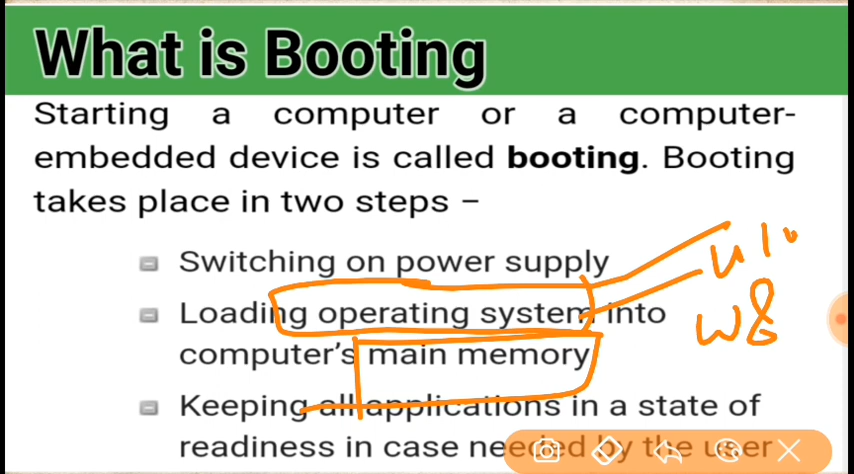 What is Booting
Starting a computer or a computer-
embedded device is called booting. Booting
takes place in two steps –
Switching on power supply
Loading operating system into
computer's main memory
Keeping all applications in a state of
readiness in case needed by the user
W8